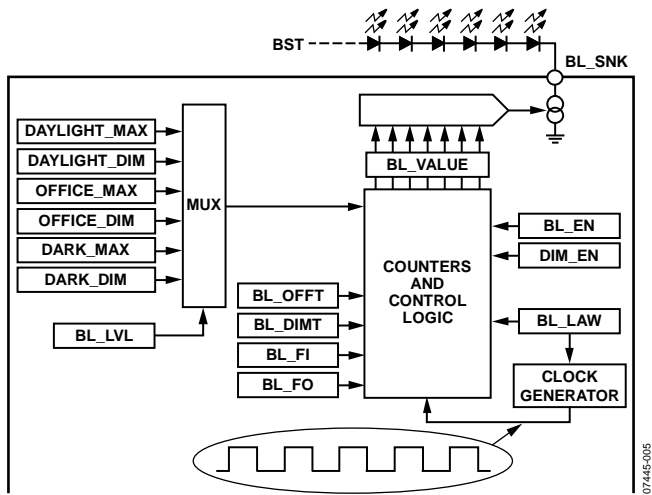 BST
BL_SNK
DAYLIGHT_MAX
DAYLIGHT_DIM
OFFICE_MAX
OFFICE_DIM
DARK_MAX
DARK_DIM
MUX
BL_LVL
BL_VALUE
COUNTERS
AND
CONTROL
LOGIC
BL_EN
DIM_EN
BL_OFFT
BL_DIMT
BL_FI
BL_FO
BL_LAW
CLOCK
GENERATOR
07445-005